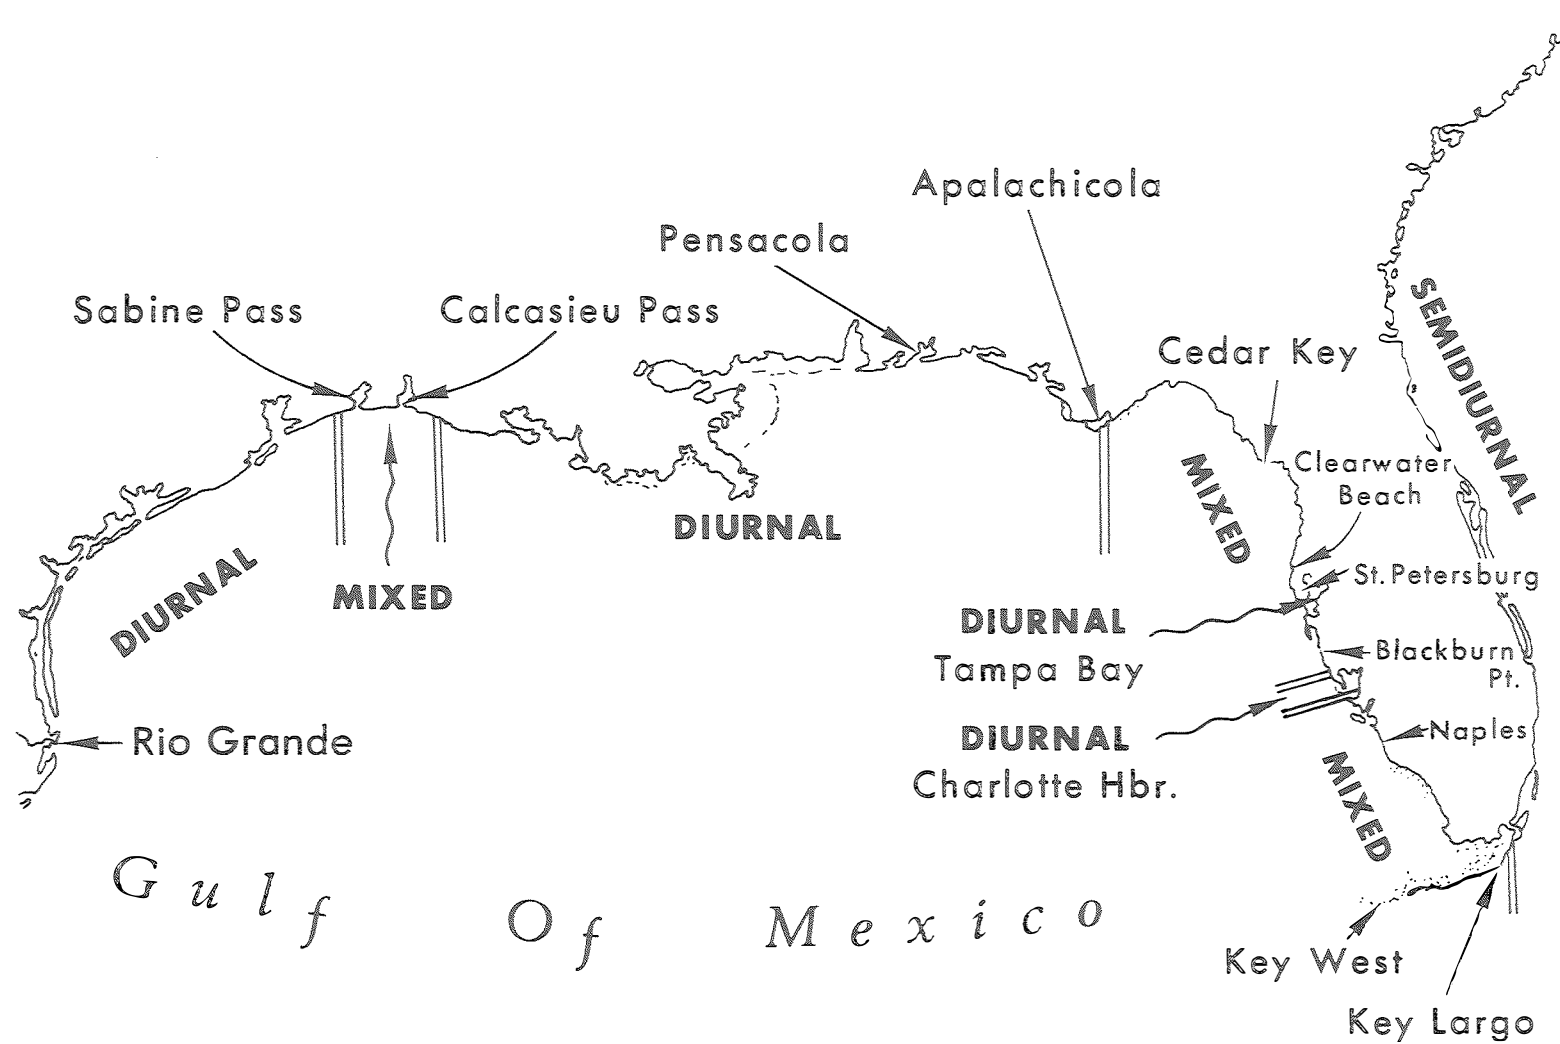 Apalachicola
Pensacola
Sabine Pass
Calcasieu Pass
Cedar Key
SEMIDIURNAL
Clearwater
Beach
MIXED
DIURNAL
St. Petersburg
MIXED
DIURNAL
DIURNAL
Tampa Bay
Blackburn
Pt.
Rio Grande
DIURNAL
Charlotte Hbr.
Naples
MIXED
Gulf Of Mexico
Key West
Key Largo